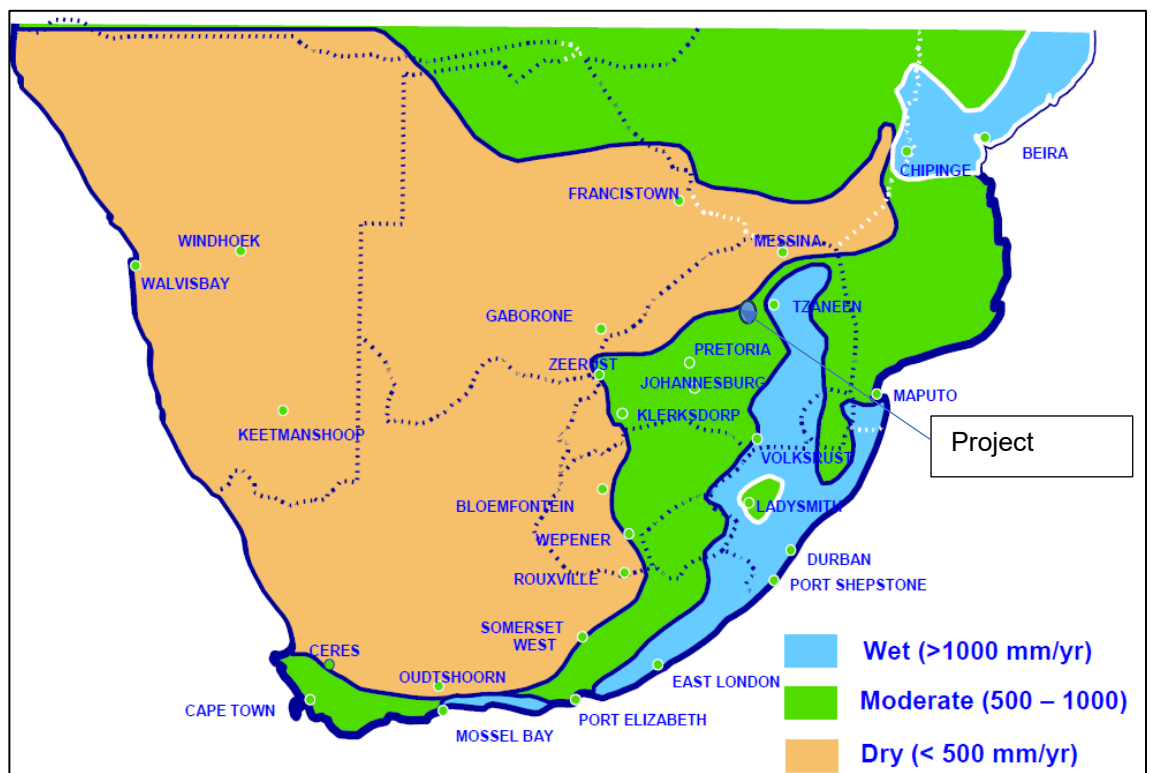 BEIRA
CHIPINGE
FRANCISTOWN
WINDHOEK
MESSINA
WALVISBAY
TZANEEN
GABORONE
PRETORIA
ZEERUST
JOHANNESBURG
MAPUTO
KLERKSDORP
KEETMANSHOOP
Project
VOLKSRUST
BLOEMFONTEIN
LADYSMITH
WEPENER
DURBAN
ROUXVILLE
PORT SHEPSTONE
SOMERSET
WEST
Wet (>1000 mm/yr)
CERES
OUDTSHOORN
EAST LONDON
Moderate (500 – 1000)
CAPE TOWN
PORT ELIZABETH
MOSSEL BAY
Dry (< 500 mm/yr)